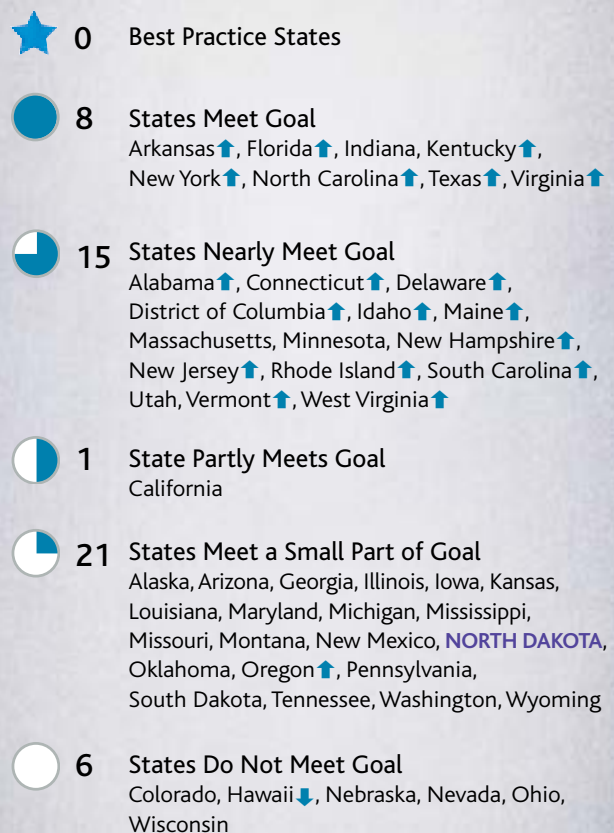 0 Best Practice States
8 States Meet Goal
Arkansas⬆, Florida⬆, Indiana, Kentucky⬆,
New York⬆, North Carolina⬆, Texas⬆, Virginia⬆
15 States Nearly Meet Goal
Alabama⬆, Connecticut⬆, Delaware⬆,
District of Columbia⬆, Idaho⬆, Maine⬆,
Massachusetts, Minnesota, New Hampshire⬆,
New Jersey⬆, Rhode Island⬆, South Carolina⬆,
Utah, Vermont⬆, West Virginia⬆
1 State Partly Meets Goal
California
21 States Meet a Small Part of Goal
Alaska, Arizona, Georgia, Illinois, Iowa, Kansas,
Louisiana, Maryland, Michigan, Mississippi,
Missouri, Montana, New Mexico, NORTH DAKOTA,
Oklahoma, Oregon⬆, Pennsylvania,
South Dakota, Tennessee, Washington, Wyoming
6 States Do Not Meet Goal
Colorado, Hawaii⬇, Nebraska, Nevada, Ohio,
Wisconsin